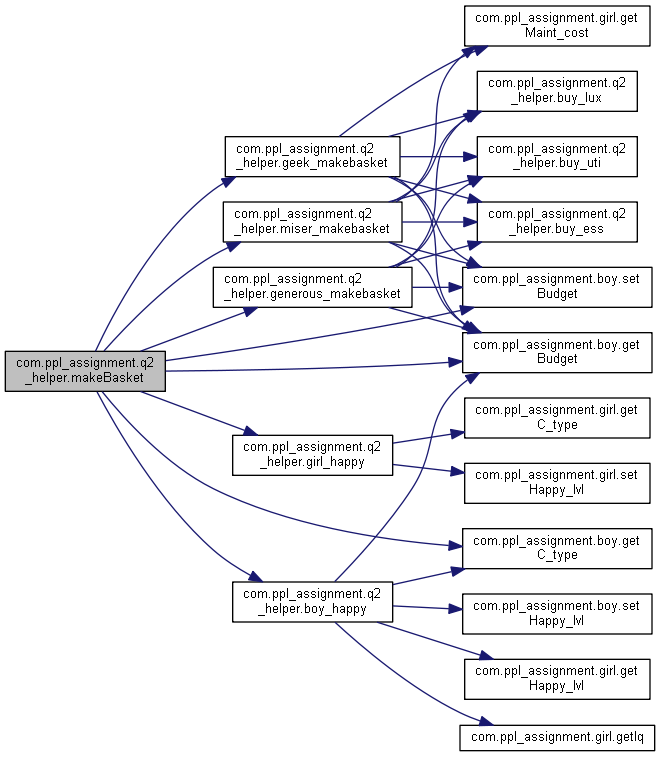 com.ppl_assignment.girl.get
Maint_cost
com.ppl_assignment.q2
_helper.buy_lux
com.ppl_assignment.q2
_helper.geek_makebasket
com.ppl_assignment.q2
_helper.buy_uti
com.ppl_assignment.q2
_helper.miser_makebasket
com.ppl_assignment.q2
_helper.buy_ess
com.ppl_assignment.q2
_helper.generous_makebasket
com.ppl_assignment.boy.set
Budget
com.ppl_assignment.boy.get
Budget
com.ppl_assignment.q2
_helper.makeBasket
com.ppl_assignment.girl.get
C_type
com.ppl_assignment.q2
_helper.girl_happy
com.ppl_assignment.girl.set
Happy_lvl
com.ppl_assignment.boy.get
C_type
com.ppl_assignment.q2
_helper.boy_happy
com.ppl_assignment.boy.set
Happy_lvl
com.ppl_assignment.girl.get
Happy_lvl
com.ppl_assignment.girl.getIq